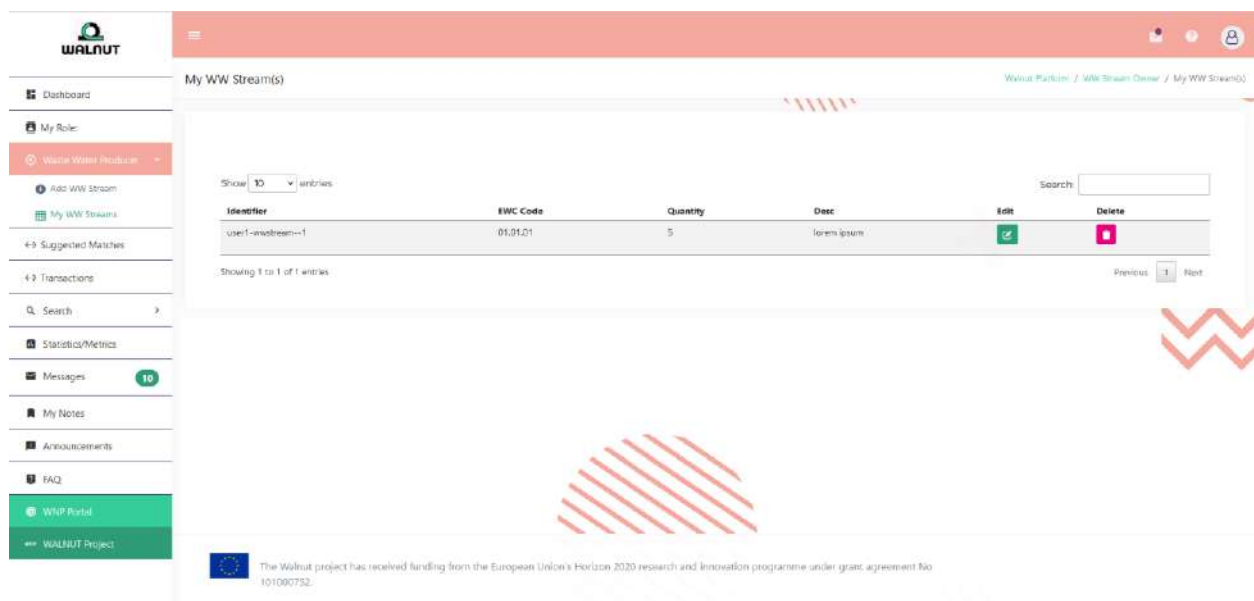 WALNUT
My WW Stream(s)
Walnut Platform / WW Stream Owner / My WW Stream(s)
Dashboard
My Role:
Waste Water Producer
Add WW Stream
My WW Streams
Suggested Matches
Transactions
Search
Statistics/Metrics
Messages 10
My Notes
Announcements
FAQ
WNP Portal
WALNUT Project
Show 10 entries
Search:
Identifier EWC Code Quantity Desc Edit Delete
user1-wwstream--1 01.01.01 5 lorem ipsum
Showing 1 to 1 of 1 entries
Previous 1 Next
The Walnut project has received funding from the European Union's Horizon 2020 research and innovation programme under grant agreement No
101000752.